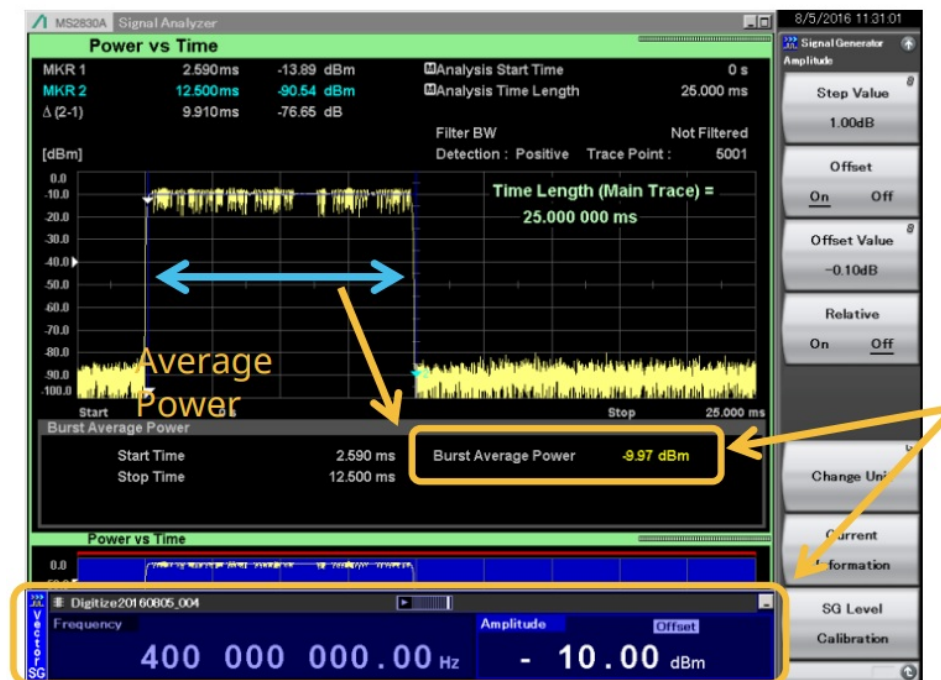 MS2830A Signal Analyzer
8/5/2016 11:31:01
Power vs Time
MKR 1 2.590ms -13.89 dBm
MKR 2 12.500ms -90.54 dBm
Δ (2-1) 9.910ms -76.65 dB
M Analysis Start Time 0 s
M Analysis Time Length 25.000 ms
Filter BW Not Filtered
Detection : Positive Trace Point : 5001
[dBm]
0.0
-10.0
-20.0
-30.0
-40.0
-50.0
-60.0
-70.0
-80.0
-90.0
-100.0
Time Length (Main Trace) =
25.000 000 ms
Average
Power
Start 0 s Stop 25.000 ms
Burst Average Power
Start Time 2.590 ms
Stop Time 12.500 ms
Burst Average Power -9.97 dBm
Power vs Time
0.0
Digitize20160805_004
Vector SG
Frequency
400 000 000.00 Hz
Amplitude Offset
- 10.00 dBm
Signal Generator
Amplitude
Step Value
1.00dB
Offset
On Off
Offset Value
-0.10dB
Relative
On Off
Change Unit
Current
Information
SG Level
Calibration